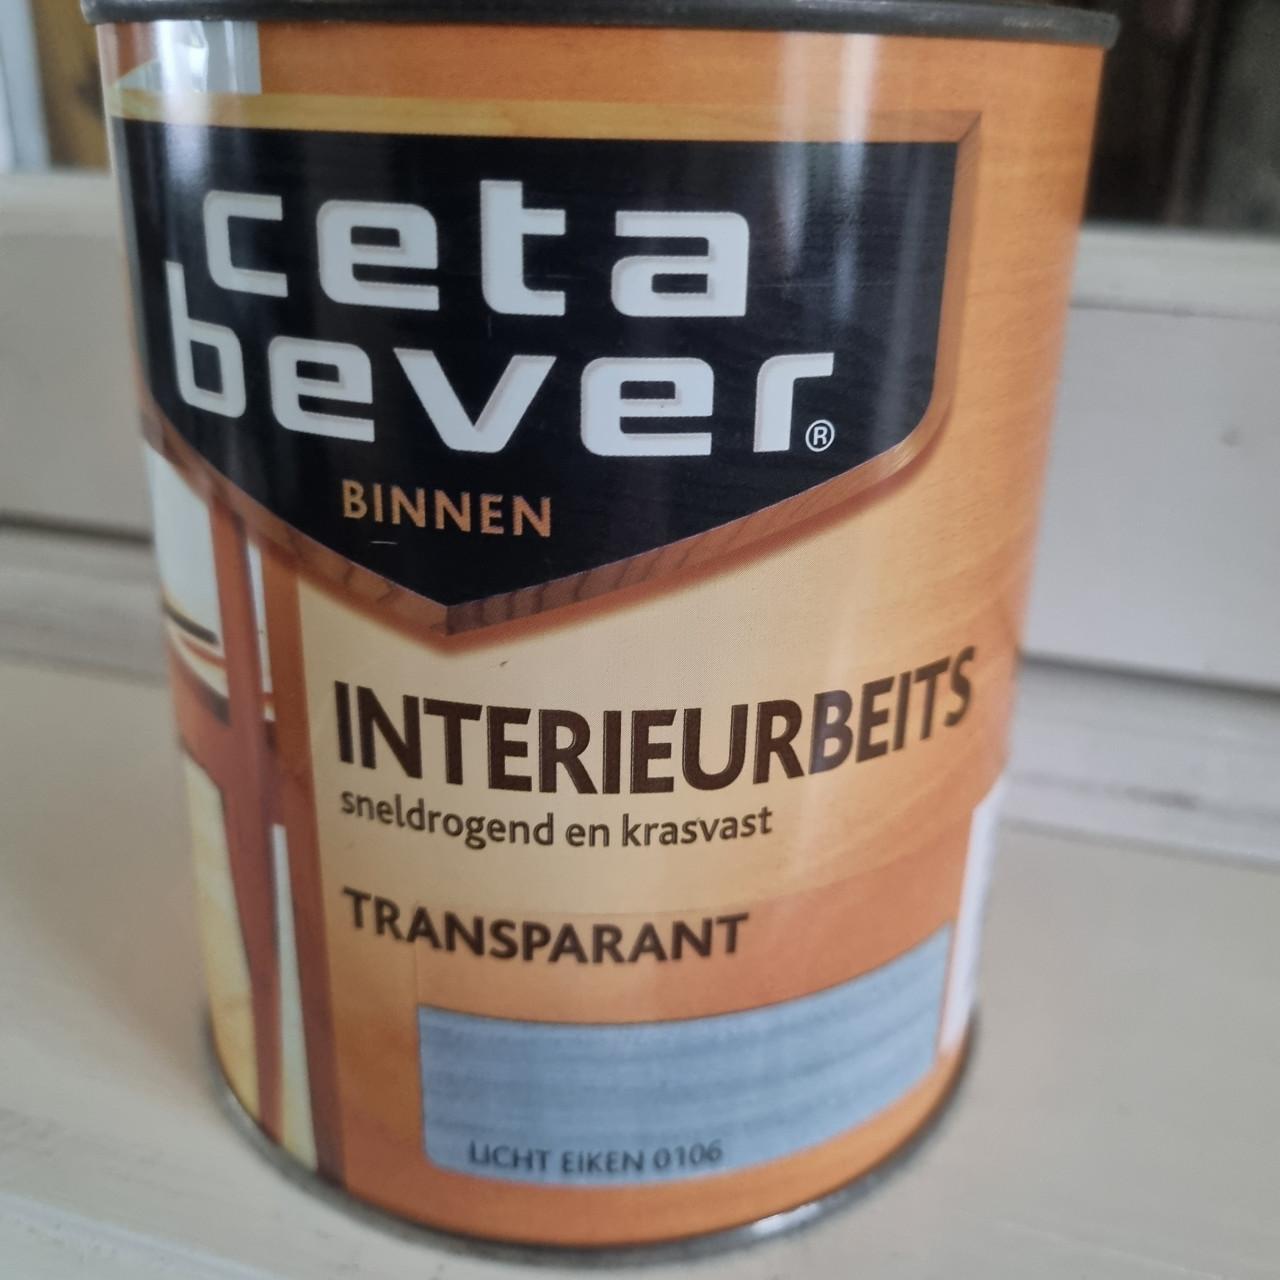 ceta
bever®
BINNEN
INTERIEURBEITS
sneldrogend en krasvast
TRANSPARANT
LICHT EIKEN 0106